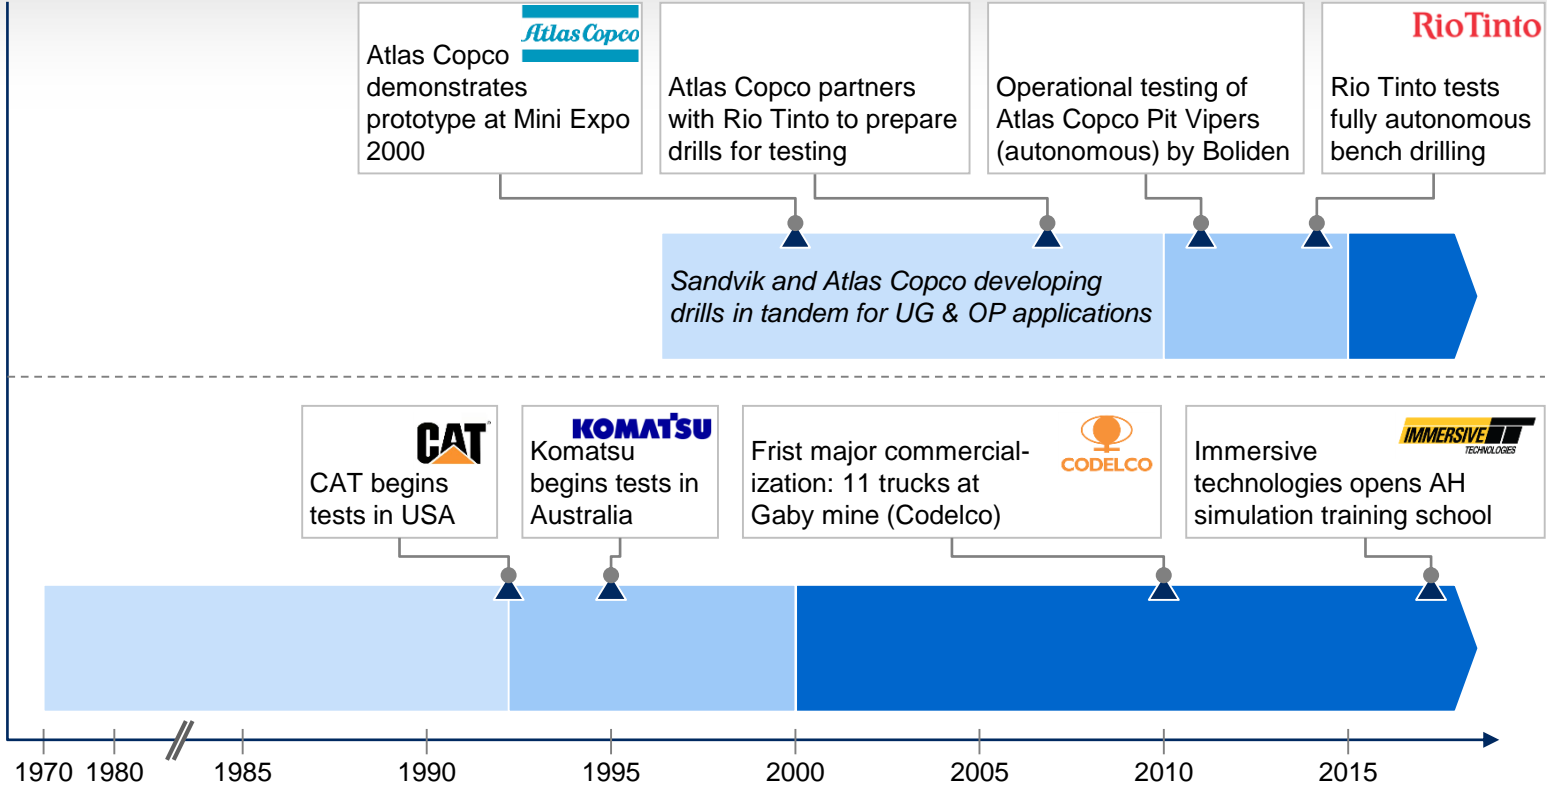 Atlas Copco
Atlas Copco
demonstrates
prototype at Mini Expo
2000
Atlas Copco partners
with Rio Tinto to prepare
drills for testing
Operational testing of
Atlas Copco Pit Vipers
(autonomous) by Boliden
RioTinto
Rio Tinto tests
fully autonomous
bench drilling
Sandvik and Atlas Copco developing
drills in tandem for UG & OP applications
CAT
CAT begins
tests in USA
KOMATSU
Komatsu
begins tests in
Australia
CODELCO
Frist major commercial-
ization: 11 trucks at
Gaby mine (Codelco)
IMMERSIVE
TECHNOLOGIES
Immersive
technologies opens AH
simulation training school
1970 1980 1985 1990 1995 2000 2005 2010 2015